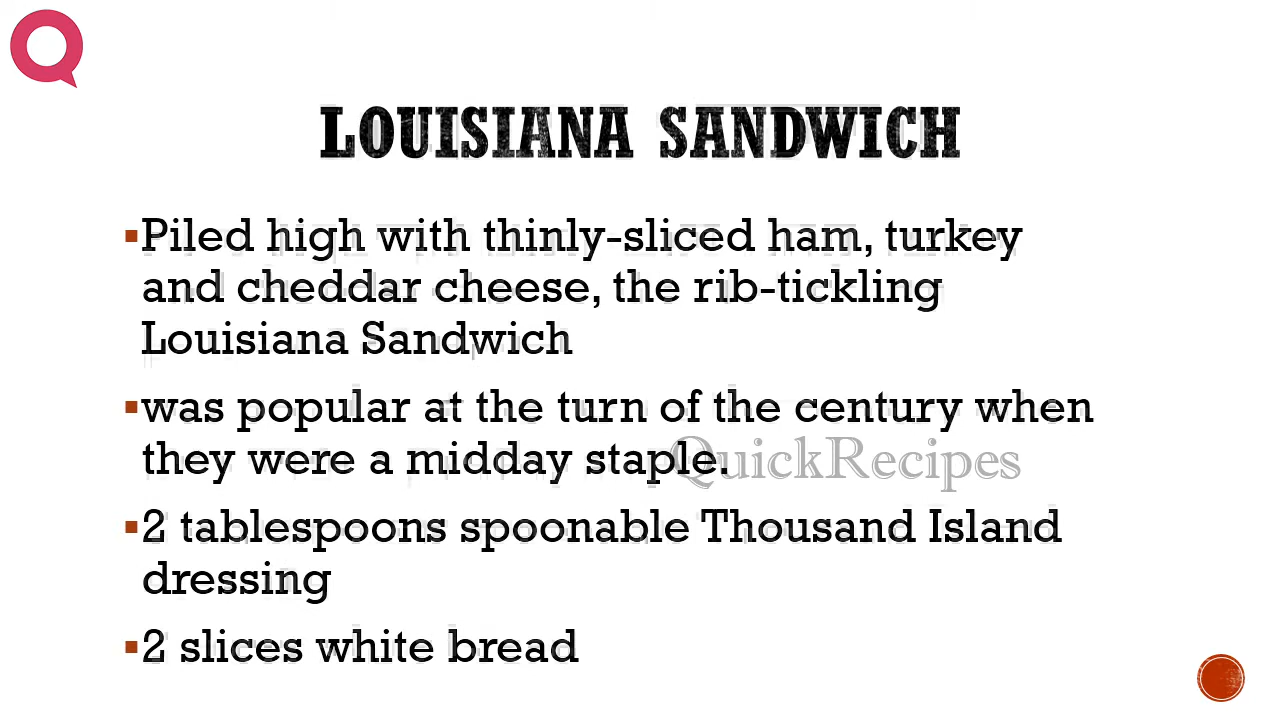 LOUISIANA SANDWICH
▪Piled high with thinly-sliced ham, turkey
and cheddar cheese, the rib-tickling
Louisiana Sandwich
▪was popular at the turn of the century when
they were a midday staple.
QuickRecipes
▪2 tablespoons spoonable Thousand Island
dressing
▪2 slices white bread